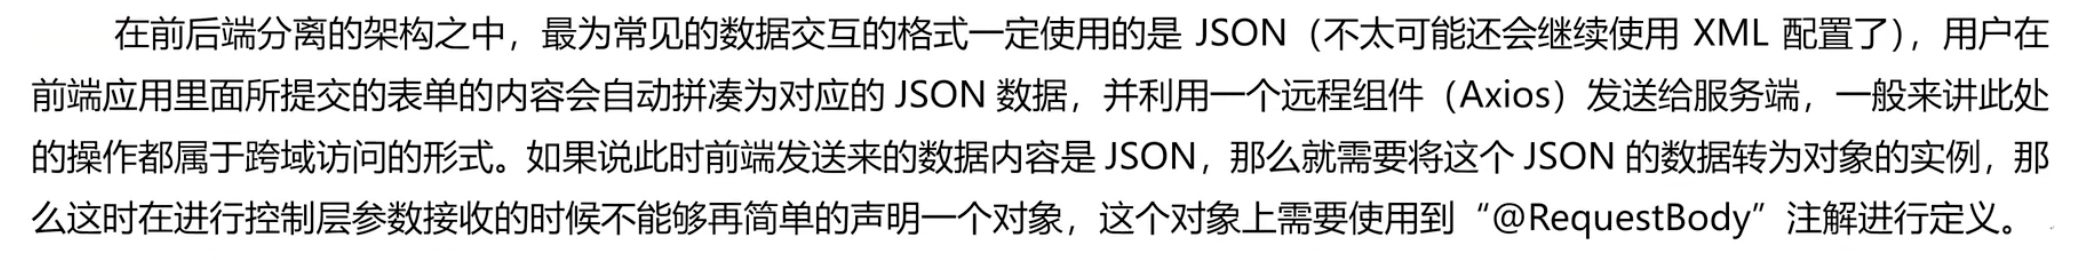 在前后端分离的架构之中，最为常见的数据交互的格式一定使用的是 JSON（不太可能还会继续使用 XML 配置了），用户在
前端应用里面所提交的表单的内容会自动拼凑为对应的 JSON 数据，并利用一个远程组件（Axios）发送给服务端，一般来讲此处
的操作都属于跨域访问的形式。如果说此时前端发送来的数据内容是 JSON，那么就需要将这个 JSON 的数据转为对象的实例，那
么这时在进行控制层参数接收的时候不能够再简单的声明一个对象，这个对象上需要使用到“@RequestBody”注解进行定义。